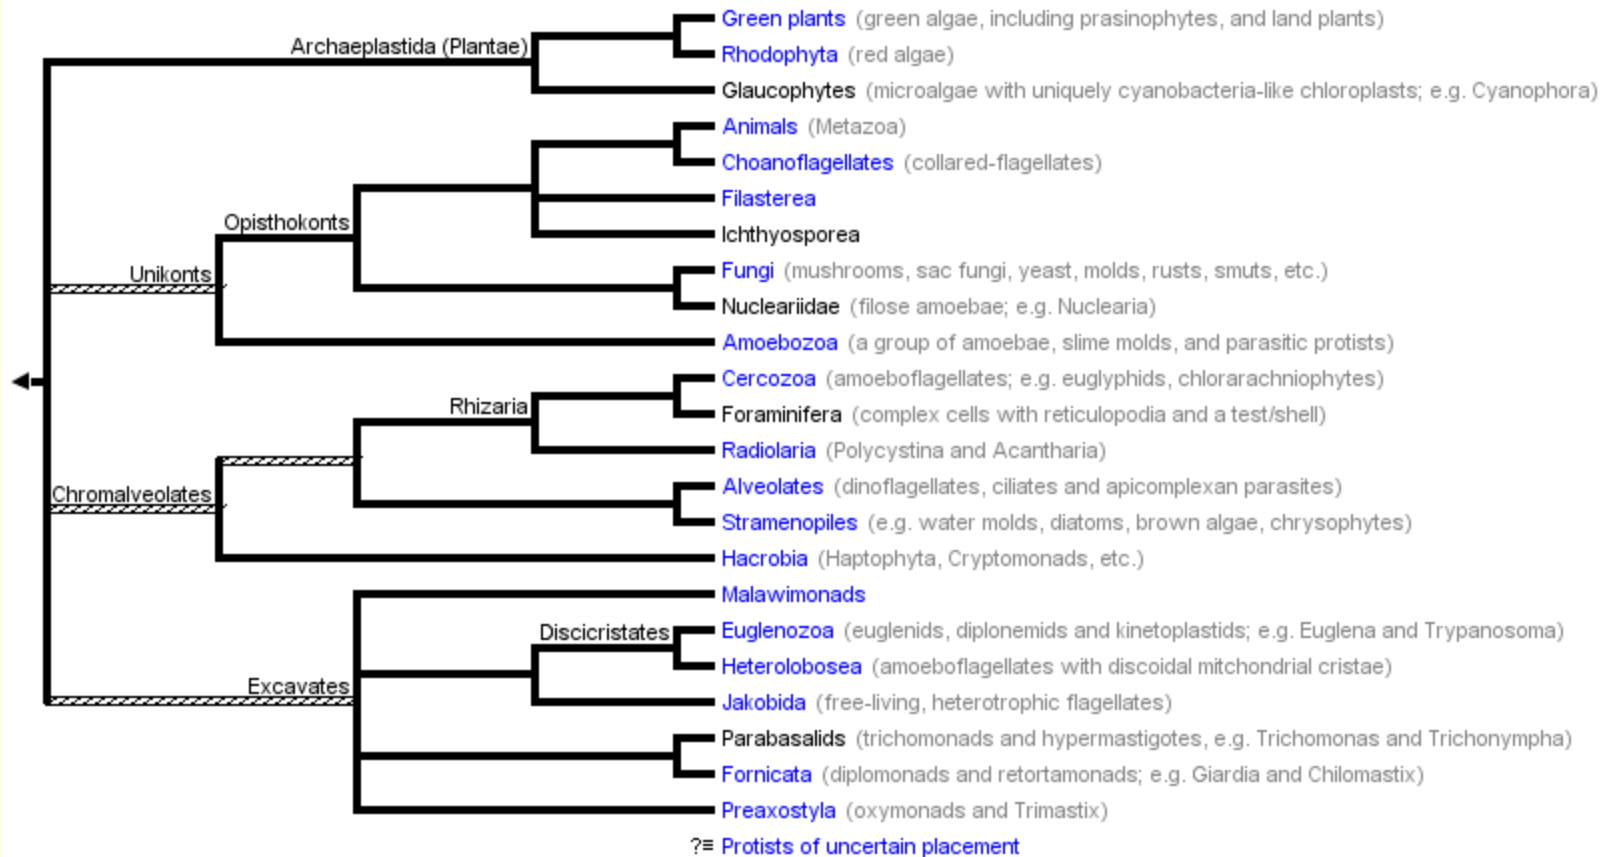 Green plants (green algae, including prasinophytes, and land plants)
Archaeplastida (Plantae)
Rhodophyta (red algae)
Glaucophytes (microalgae with uniquely cyanobacteria-like chloroplasts; e.g. Cyanophora)
Animals (Metazoa)
Choanoflagellates (collared-flagellates)
Filasterea
Opisthokonts
Ichthyosporea
Unikonts
Fungi (mushrooms, sac fungi, yeast, molds, rusts, smuts, etc.)
Nucleariidae (filose amoebae; e.g. Nuclearia)
Amoebozoa (a group of amoebae, slime molds, and parasitic protists)
Cercozoa (amoeboflagellates; e.g. euglyphids, chlorarachniophytes)
Rhizaria
Foraminifera (complex cells with reticulopodia and a test/shell)
Radiolaria (Polycystina and Acantharia)
Alveolates (dinoflagellates, ciliates and apicomplexan parasites)
Chromalveolates
Stramenopiles (e.g. water molds, diatoms, brown algae, chrysophytes)
Hacrobia (Haptophyta, Cryptomonads, etc.)
Malawimonads
Discicristates
Euglenozoa (euglenids, diplonemids and kinetoplastids; e.g. Euglena and Trypanosoma)
Heterolobosea (amoeboflagellates with discoidal mitchondrial cristae)
Excavates
Jakobida (free-living, heterotrophic flagellates)
Parabasalids (trichomonads and hypermastigotes, e.g. Trichomonas and Trichonympha)
Fornicata (diplomonads and retortamonads; e.g. Giardia and Chilomastix)
Preaxostyla (oxymonads and Trimastix)
?≡ Protists of uncertain placement